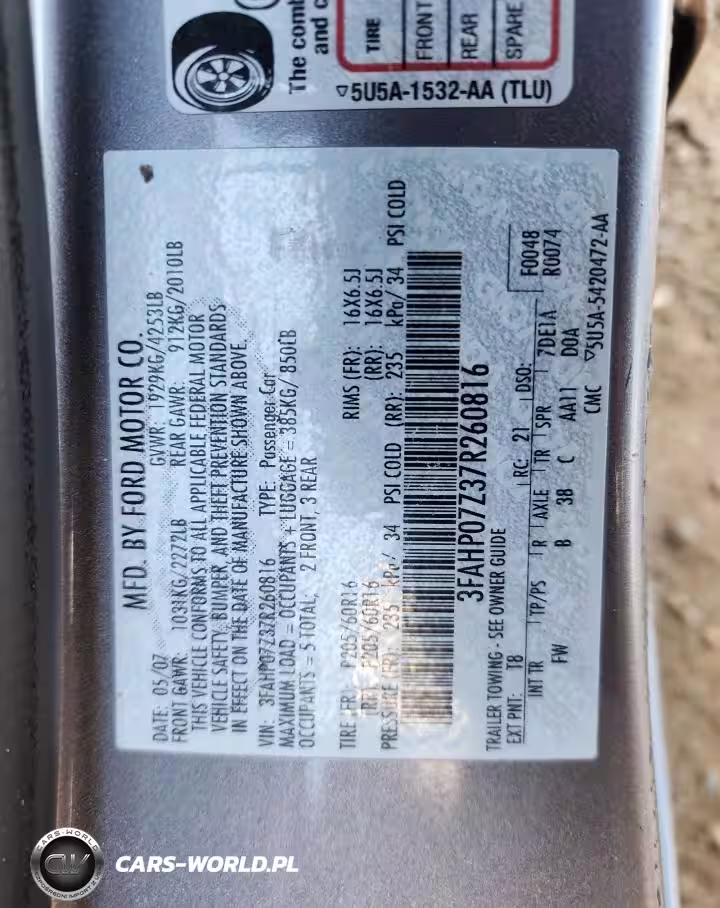 The comb
and c
TIRE
FRONT
REAR
SPARE
▽5U5A-1532-AA (TLU)
MFD. BY FORD MOTOR CO.
DATE: 05/07 GVWR: 1929KG/4253LB
FRONT GAWR: 1031KG/2272LB REAR GAWR: 912KG/2010LB
THIS VEHICLE CONFORMS TO ALL APPLICABLE FEDERAL MOTOR
VEHICLE SAFETY, BUMPER, AND THEFT PREVENTION STANDARDS
IN EFFECT ON THE DATE OF MANUFACTURE SHOWN ABOVE.
VIN: 3FAHP07Z37R260816 TYPE: Passenger Car
MAXIMUM LOAD = OCCUPANTS + LUGGAGE = 385KG/ 850LB
OCCUPANTS = 5 TOTAL, 2 FRONT, 3 REAR
TIRE (FR): P205/60R16 RIMS (FR): 16X6.5J
(RR): P205/60R16 (RR): 16X6.5J
PRESSURE (FR): 235 kPa/ 34 PSI COLD (RR): 235 kPa/ 34 PSI COLD
3FAHP07Z37R260816
TRAILER TOWING - SEE OWNER GUIDE
F0048
R0074
EXT PNT: T8 RC: 21 DSO:
INT TR TP/PS R AXLE TR SPR 7DE1A
FW B 38 C AA11 D0A
CMC ▽5U5A-5420472-AA
CARS-WORLD
CW
CARS-WORLD.PL